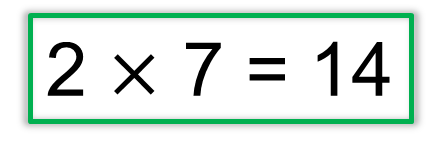 2 × 7 = 14